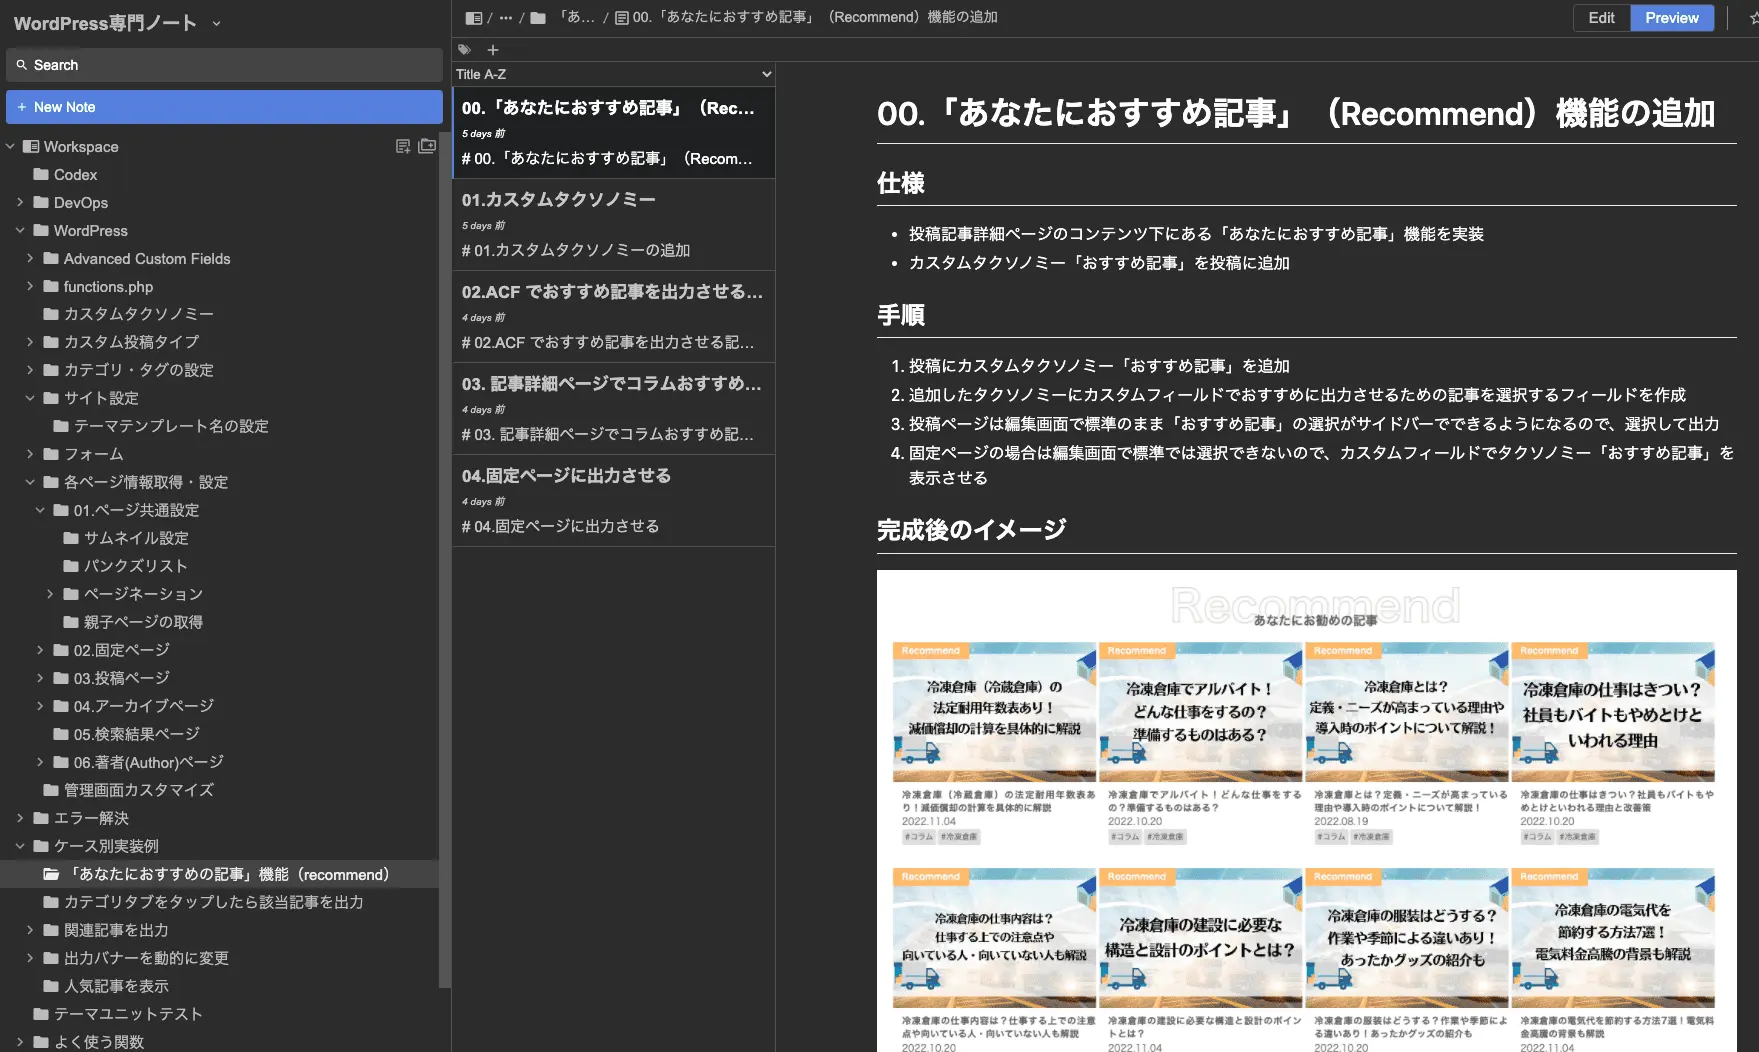 WordPress専門ノート
Search
+ New Note
Workspace
Codex
DevOps
WordPress
Advanced Custom Fields
functions.php
カスタムタクソノミー
カスタム投稿タイプ
カテゴリ・タグの設定
サイト設定
テーマテンプレート名の設定
フォーム
各ページ情報取得・設定
01.ページ共通設定
サムネイル設定
パンクズリスト
ページネーション
親子ページの取得
02.固定ページ
03.投稿ページ
04.アーカイブページ
05.検索結果ページ
06.著者(Author)ページ
管理画面カスタマイズ
エラー解決
ケース別実装例
「あなたにおすすめの記事」機能（recommend）
カテゴリタブをタップしたら該当記事を出力
関連記事を出力
出力バナーを動的に変更
人気記事を表示
テーマユニットテスト
よく使う関数
/ ••• / 「あ... / 00.「あなたにおすすめ記事」（Recommend）機能の追加
Edit
Preview
Title A-Z
00.「あなたにおすすめ記事」（Rec...
5 days 前
# 00.「あなたにおすすめ記事」（Recom...
01.カスタムタクソノミー
5 days 前
# 01.カスタムタクソノミーの追加
02.ACF でおすすめ記事を出力させる...
4 days 前
# 02.ACF でおすすめ記事を出力させる記...
03. 記事詳細ページでコラムおすすめ...
4 days 前
# 03. 記事詳細ページでコラムおすすめ記...
04.固定ページに出力させる
4 days 前
# 04.固定ページに出力させる
00.「あなたにおすすめ記事」（Recommend）機能の追加
仕様
• 投稿記事詳細ページのコンテンツ下にある「あなたにおすすめ記事」機能を実装
• カスタムタクソノミー「おすすめ記事」を投稿に追加
手順
1. 投稿にカスタムタクソノミー「おすすめ記事」を追加
2. 追加したタクソノミーにカスタムフィールドでおすすめに出力させるための記事を選択するフィールドを作成
3. 投稿ページは編集画面で標準のまま「おすすめ記事」の選択がサイドバーでできるようになるので、選択して出力
4. 固定ページの場合は編集画面で標準では選択できないので、カスタムフィールドでタクソノミー「おすすめ記事」を
表示させる
完成後のイメージ
Recommend
あなたにお勧めの記事
Recommend
冷凍倉庫（冷蔵倉庫）の
法定耐用年数表あり！
減価償却の計算を具体的に解説
冷凍倉庫（冷蔵倉庫）の法定耐用年数表あ
り！減価償却の計算を具体的に解説
2022.11.04
#コラム #冷凍倉庫
Recommend
冷凍倉庫でアルバイト！
どんな仕事をするの？
準備するものはある？
冷凍倉庫でアルバイト！どんな仕事をする
の？準備するものはある？
2022.10.20
#コラム #冷凍倉庫
Recommend
冷凍倉庫とは？
定義・ニーズが高まっている理由や
導入時のポイントについて解説！
冷凍倉庫とは？定義・ニーズが高まっている
理由や導入時のポイントについて解説！
2022.08.19
#コラム #冷凍倉庫
Recommend
冷凍倉庫の仕事はきつい？
社員もバイトもやめとけと
いわれる理由
冷凍倉庫の仕事はきつい？社員もバイトもや
めとけといわれる理由と改善策
2022.10.20
#コラム #冷凍倉庫
Recommend
冷凍倉庫の仕事内容は？
仕事する上での注意点や
向いている人・向いていない人も解説
冷凍倉庫の仕事内容は？仕事する上での注意
点や向いている人・向いていない人も解説
2022.10.20
Recommend
冷凍倉庫の建設に必要な
構造と設計のポイントとは？
冷凍倉庫の建設に必要な構造と設計のポイン
トとは？
2022.11.04
Recommend
冷凍倉庫の服装はどうする？
作業や季節による違いあり！
あったかグッズの紹介も
冷凍倉庫の服装はどうする？作業や季節によ
る違いあり！あったかグッズの紹介も
2022.10.20
Recommend
冷凍倉庫の電気代を
節約する方法7選！
電気料金高騰の背景も解説
冷凍倉庫の電気代を節約する方法7選！電気料
金高騰の背景も解説
2022.11.04